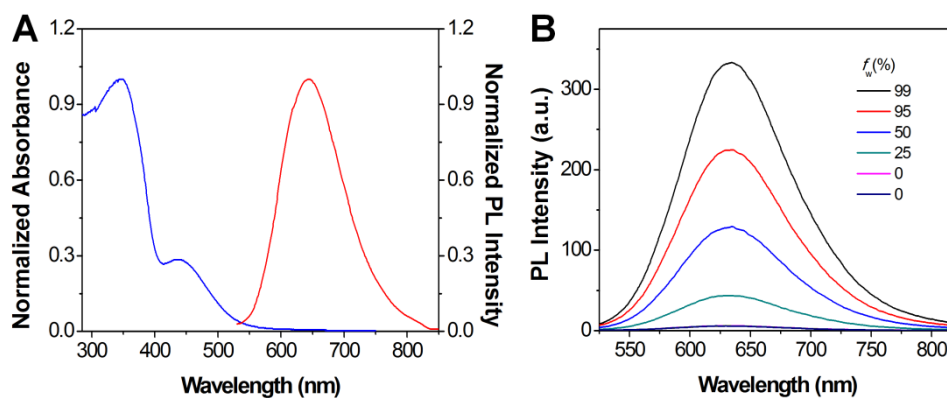 A
1.2
0.9
0.6
0.3
0.0
Normalized Absorbance
300 400 500 600 700 800
Wavelength (nm)
1.2
0.9
0.6
0.3
0.0
Normalized PL Intensity
B
300
200
100
0
PL Intensity (a.u.)
550 600 650 700 750 800
Wavelength (nm)
fw(%)
99
95
50
25
0
0